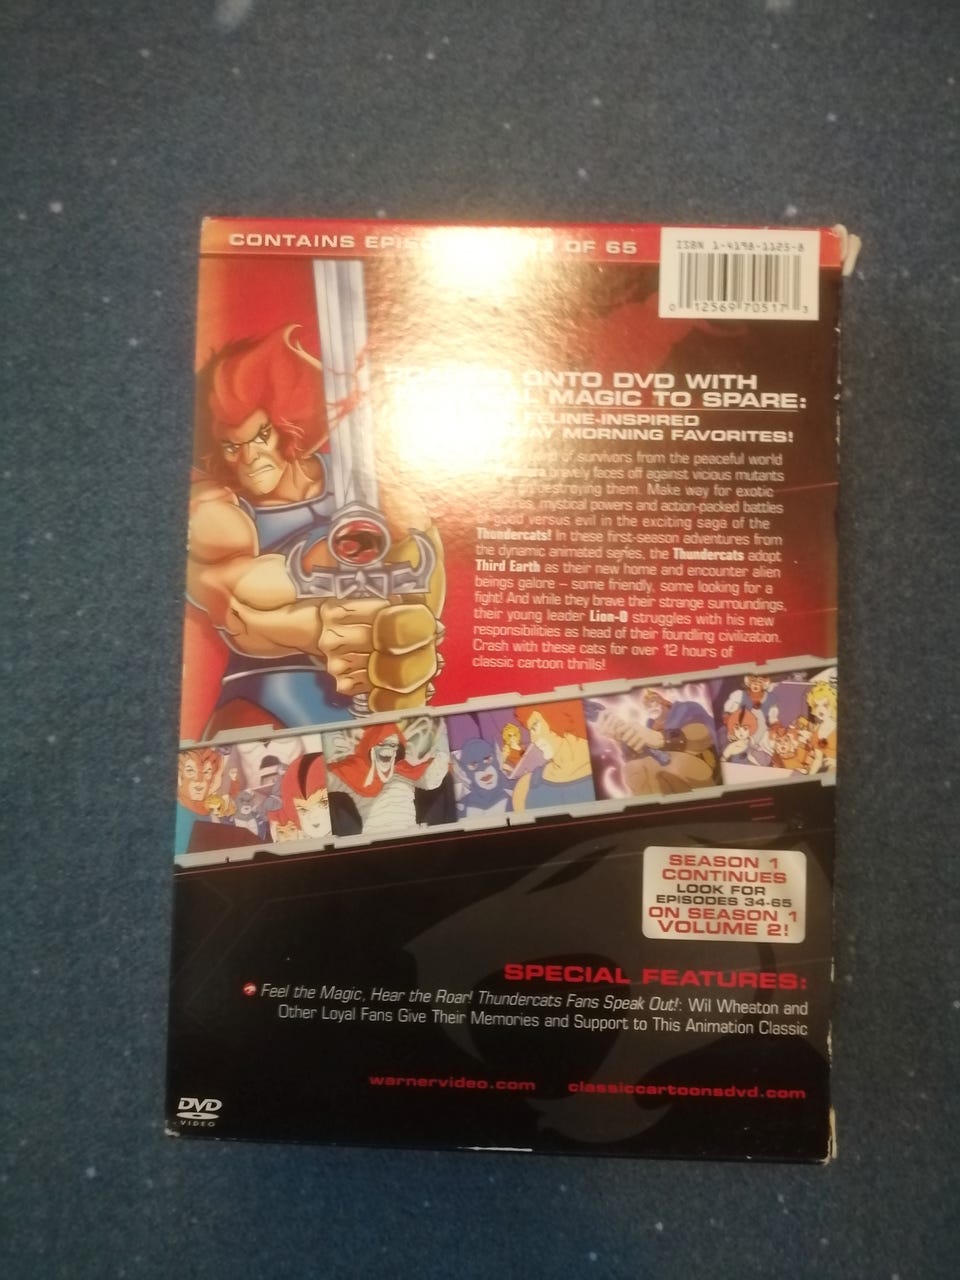 CONTAINS OF 65
ISBN 1-4198-1125-8
0 12569 70517 3
ONTO DVD WITH
MAGIC TO SPARE:
FELINE-INSPIRED
MORNING FAVORITES!
of survivors from the peaceful world
bravely faces off against vicious mutants
destroying them. Make way for exotic
mystical powers and action-packed battles
good versus evil in the exciting saga of the
Thundercats! In these first-season adventures from
the dynamic animated series, the Thundercats adopt
Third Earth as their new home and encounter alien
beings galore – some friendly, some looking for a
fight! And while they brave their strange surroundings,
their young leader Lion-O struggles with his new
responsibilities as head of their foundling civilization.
Crash with these cats for over 12 hours of
classic cartoon thrills!
SEASON 1
CONTINUES
LOOK FOR
EPISODES 34-65
ON SEASON 1
VOLUME 2!
SPECIAL FEATURES:
Feel the Magic, Hear the Roar! Thundercats Fans Speak Out!: Wil Wheaton and
Other Loyal Fans Give Their Memories and Support to This Animation Classic
warnervideo.com classiccartoonsdvd.com
DVD
VIDEO